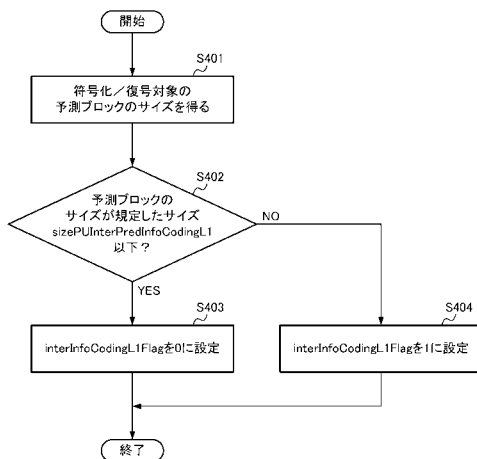 開始
S401
符号化／復号対象の
予測ブロックのサイズを得る
S402
予測ブロックの
サイズが規定したサイズ
sizePUInterPredInfoCodingL1
以下？
NO
YES
S403
interInfoCodingL1Flagを0に設定
S404
interInfoCodingL1Flagを1に設定
終了